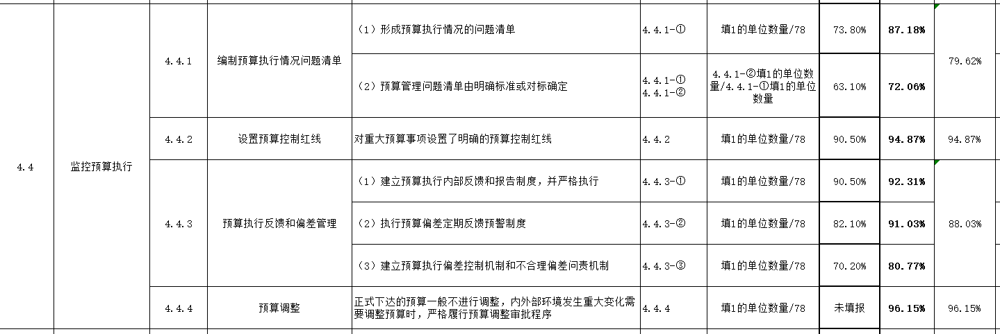 4.4
监控预算执行
4.4.1
编制预算执行情况问题清单
（1）形成预算执行情况的问题清单
4.4.1-①
填1的单位数量/78
73.80%
87.18%
79.62%
（2）预算管理问题清单由明确标准或对标确定
4.4.1-①
4.4.1-②
4.4.1-②填1的单位数
量/4.4.1-①填1的单位
数量
63.10%
72.06%
4.4.2
设置预算控制红线
对重大预算事项设置了明确的预算控制红线
4.4.2
填1的单位数量/78
90.50%
94.87%
94.87%
4.4.3
预算执行反馈和偏差管理
（1）建立预算执行内部反馈和报告制度，并严格执行
4.4.3-①
填1的单位数量/78
90.50%
92.31%
88.03%
（2）执行预算偏差定期反馈预警制度
4.4.3-②
填1的单位数量/78
82.10%
91.03%
（3）建立预算执行偏差控制机制和不合理偏差问责机制
4.4.3-③
填1的单位数量/78
70.20%
80.77%
4.4.4
预算调整
正式下达的预算一般不进行调整，内外部环境发生重大变化需
要调整预算时，严格履行预算调整审批程序
4.4.4
填1的单位数量/78
未填报
96.15%
96.15%